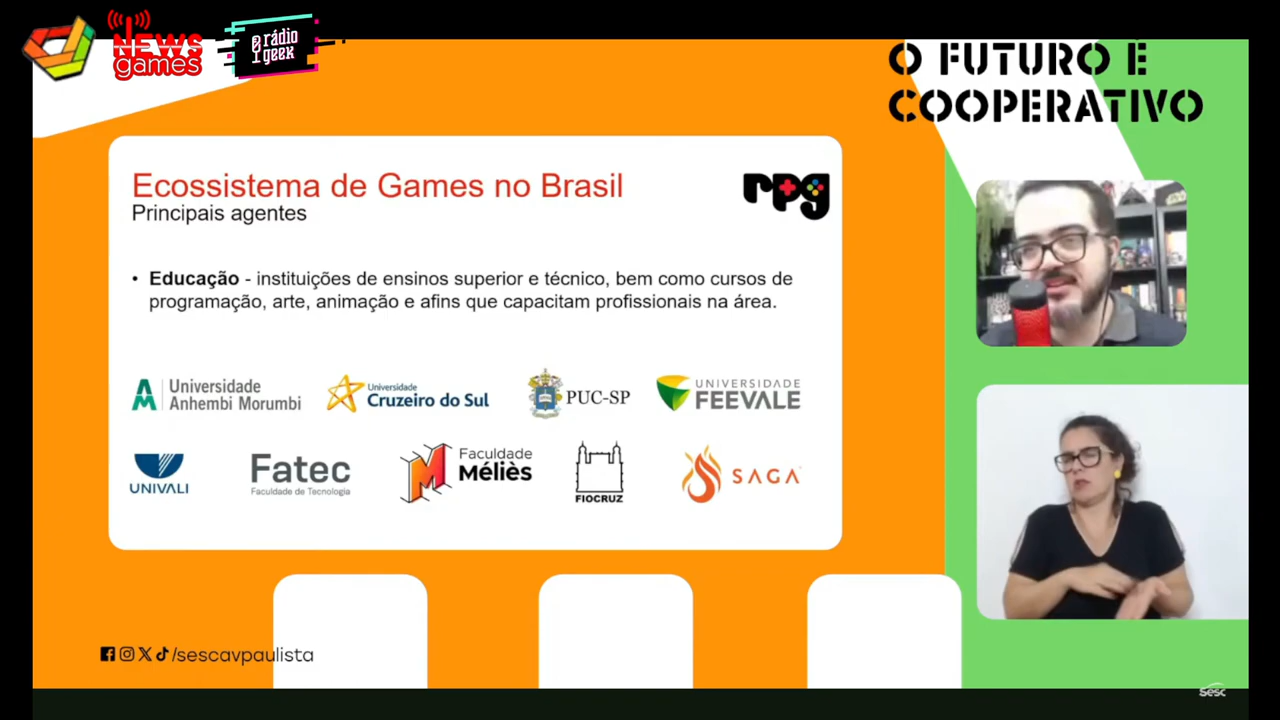 NEWS
games
rádio
geek
O FUTURO É
COOPERATIVO
Ecossistema de Games no Brasil
Principais agentes
rpg
• Educação - instituições de ensinos superior e técnico, bem como cursos de
programação, arte, animação e afins que capacitam profissionais na área.
Universidade
Anhembi Morumbi
Universidade
Cruzeiro do Sul
PUC-SP
UNIVERSIDADE
FEEVALE
UNIVALI
Fatec
Faculdade de Tecnologia
Faculdade
Méliès
FIOCRUZ
SAGA
/sescavpaulista
Sesc